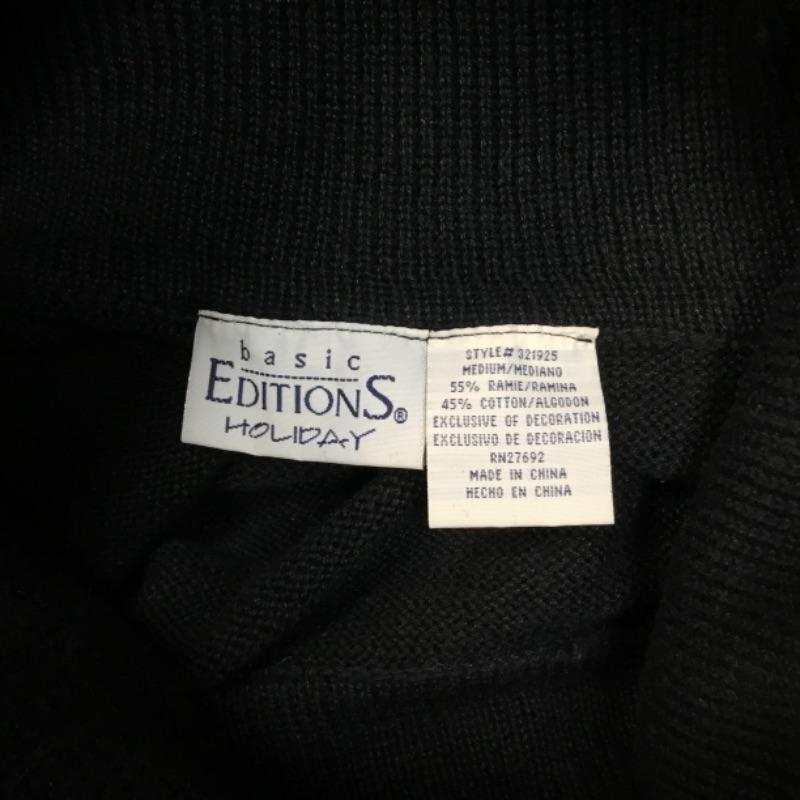 basic
EDITIONS®
HOLIDAY
STYLE# 321925
MEDIUM/MEDIANO
55% RAMIE/RAMINA
45% COTTON/ALGODON
EXCLUSIVE OF DECORATION
EXCLUSIVO DE DECORACION
RN27692
MADE IN CHINA
HECHO EN CHINA